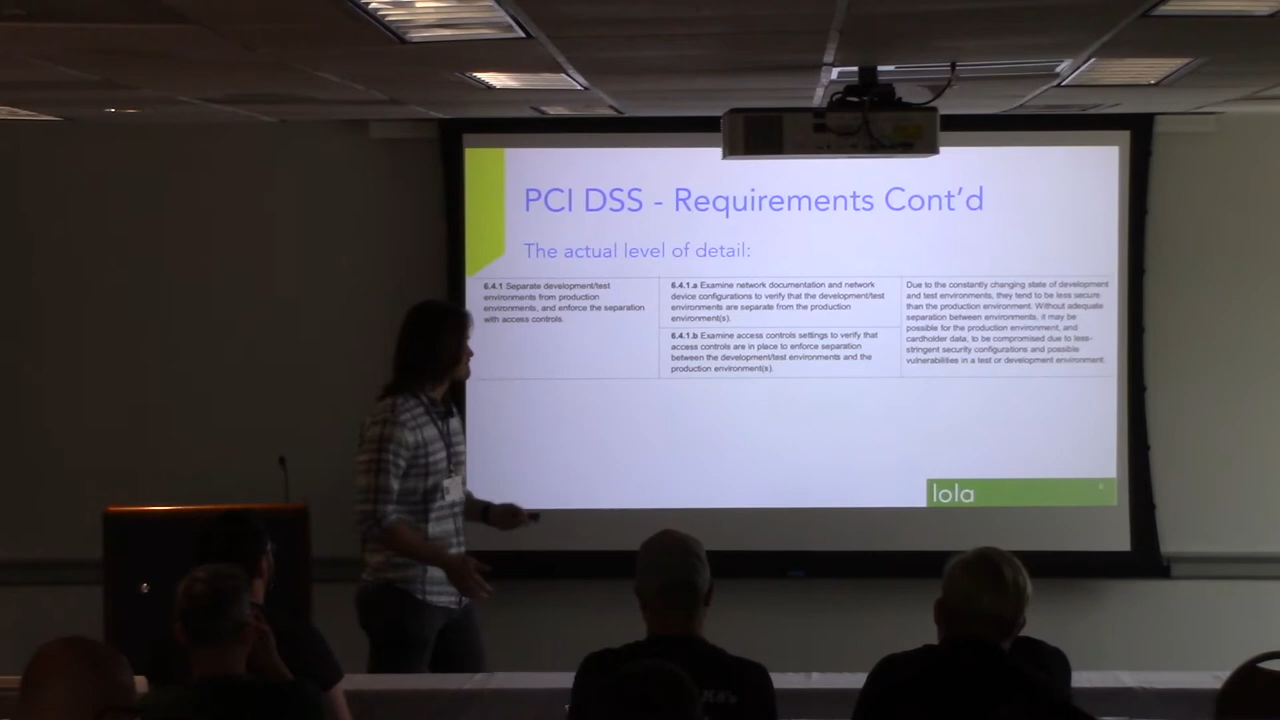 PCI DSS - Requirements Cont'd
The actual level of detail:
6.4.1 Separate development/test
environments from production
environments, and enforce the separation
with access controls.
6.4.1.a Examine network documentation and network
device configurations to verify that the development/test
environments are separate from the production
environment(s).
6.4.1.b Examine access controls settings to verify that
access controls are in place to enforce separation
between the development/test environments and the
production environment(s).
Due to the constantly changing state of development
and test environments, they tend to be less secure
than the production environment. Without adequate
separation between environments, it may be
possible for the production environment, and
cardholder data, to be compromised due to less-
stringent security configurations and possible
vulnerabilities in a test or development environment
lola